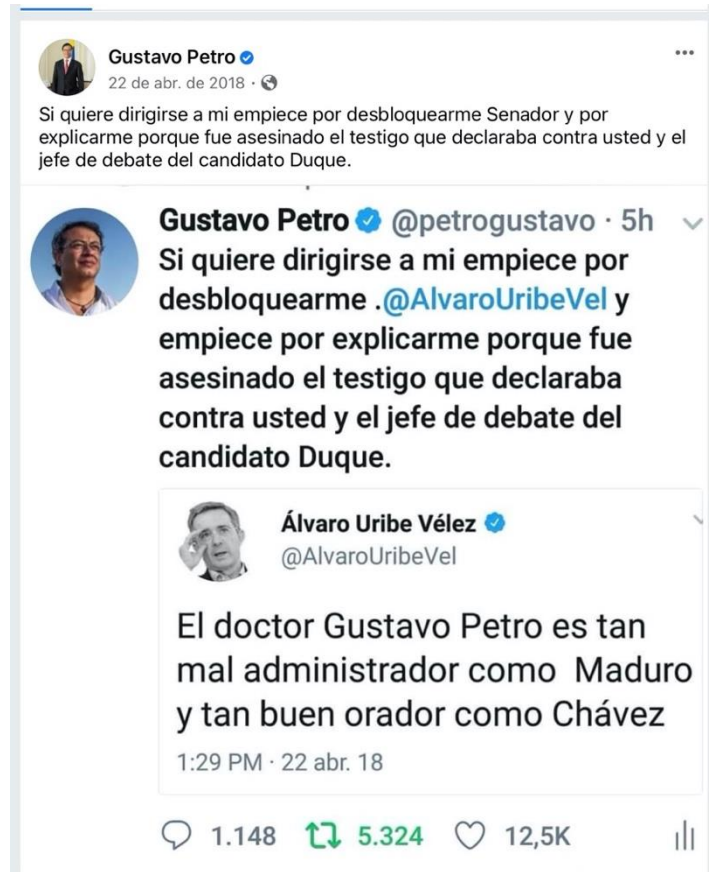 Gustavo Petro
22 de abr. de 2018 ·
Si quiere dirigirse a mi empiece por desbloquearme Senador y por
explicarme porque fue asesinado el testigo que declaraba contra usted y el
jefe de debate del candidato Duque.
Gustavo Petro @petrogustavo · 5h
Si quiere dirigirse a mi empiece por
desbloquearme .@AlvaroUribeVel y
empiece por explicarme porque fue
asesinado el testigo que declaraba
contra usted y el jefe de debate del
candidato Duque.
Álvaro Uribe Vélez
@AlvaroUribeVel
El doctor Gustavo Petro es tan
mal administrador como Maduro
y tan buen orador como Chávez
1:29 PM · 22 abr. 18
1.148 5.324 12,5K